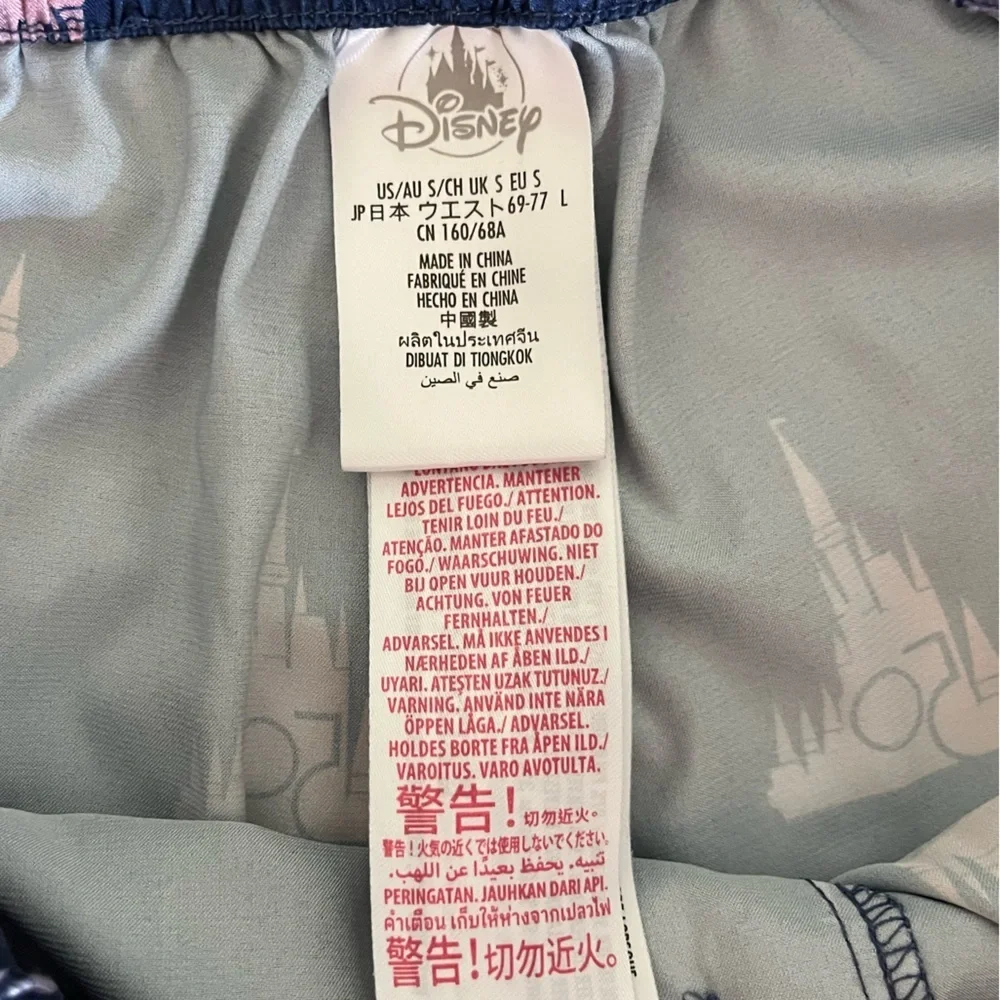 Disney
US/AU S/CH UK S EU S
JP日本 ウエスト69-77 L
CN 160/68A
MADE IN CHINA
FABRIQUÉ EN CHINE
HECHO EN CHINA
中國製
ผลิตในประเทศจีน
DIBUAT DI TIONGKOK
صنع في الصين
ADVERTENCIA. MANTENER
LEJOS DEL FUEGO./ ATTENTION.
TENIR LOIN DU FEU./
ATENÇÃO. MANTER AFASTADO DO
FOGO./ WAARSCHUWING. NIET
BIJ OPEN VUUR HOUDEN./
ACHTUNG. VON FEUER
FERNHALTEN./
ADVARSEL. MÅ IKKE ANVENDES I
NÆRHEDEN AF ÅBEN ILD./
UYARI. ATEŞTEN UZAK TUTUNUZ./
VARNING. ANVÄND INTE NÄRA
ÖPPEN LÅGA./ ADVARSEL.
HOLDES BORTE FRA ÅPEN ILD./
VAROITUS. VARO AVOTULTA.
警告！切勿近火。
警告！火気の近くでは使用しないでください。
تنبيه. يحفظ بعيدًا عن اللهب.
PERINGATAN. JAUHKAN DARI API.
คำเตือน เก็บให้ห่างจากเปลวไฟ
警告！切勿近火。